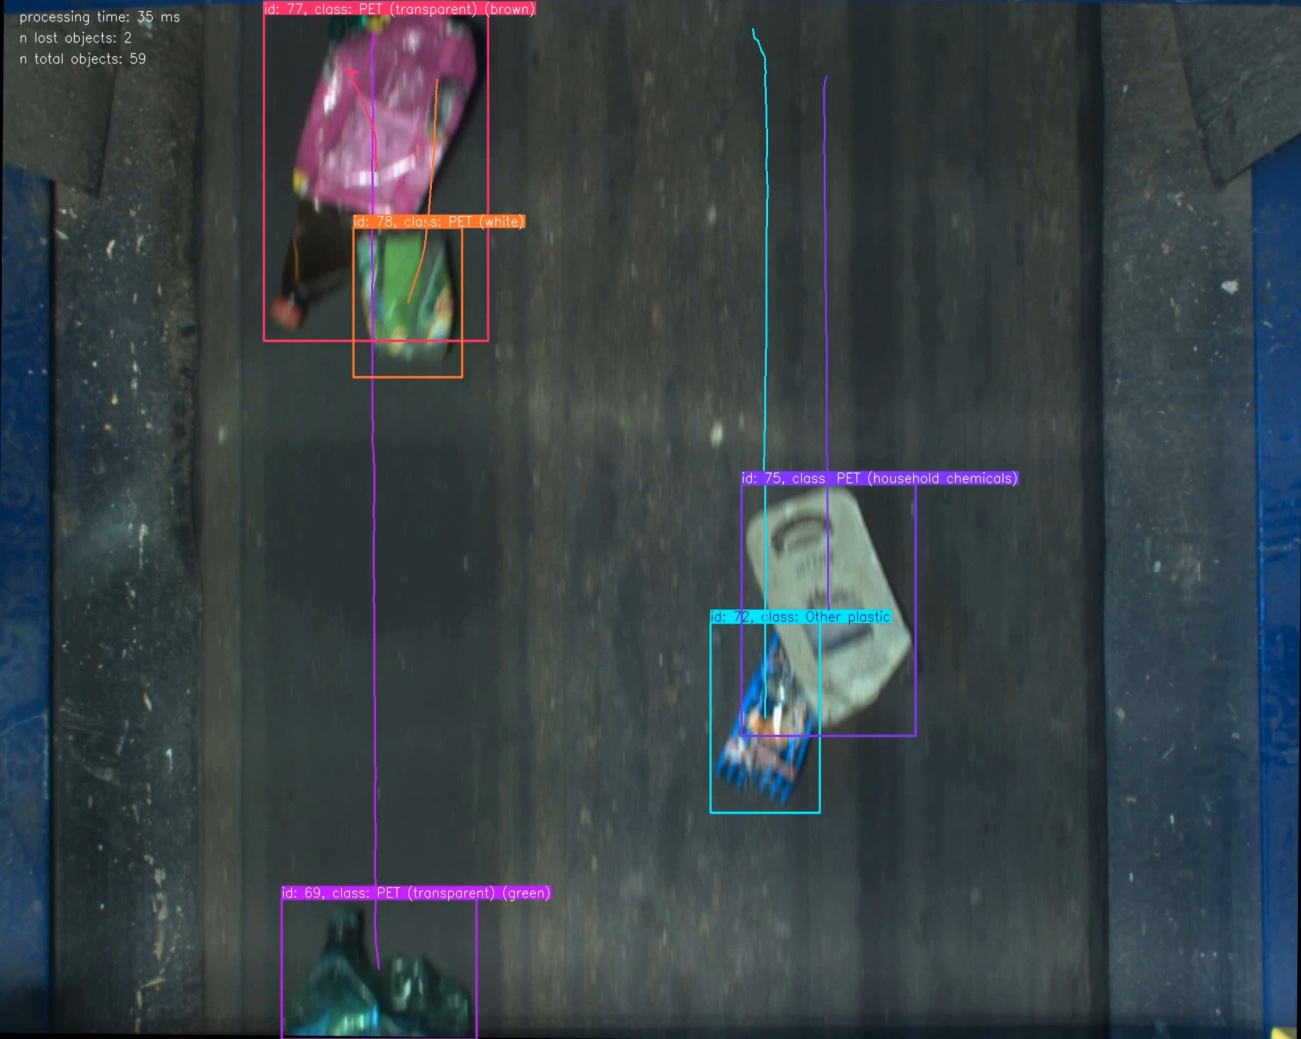 processing time: 35 ms
n lost objects: 2
n total objects: 59
id: 77, class: PET (transparent) (brown)
id: 78, class: PET (white)
id: 75, class PET (household chemicals)
id: 72, class: Other plastic
id: 69, class: PET (transparent) (green)